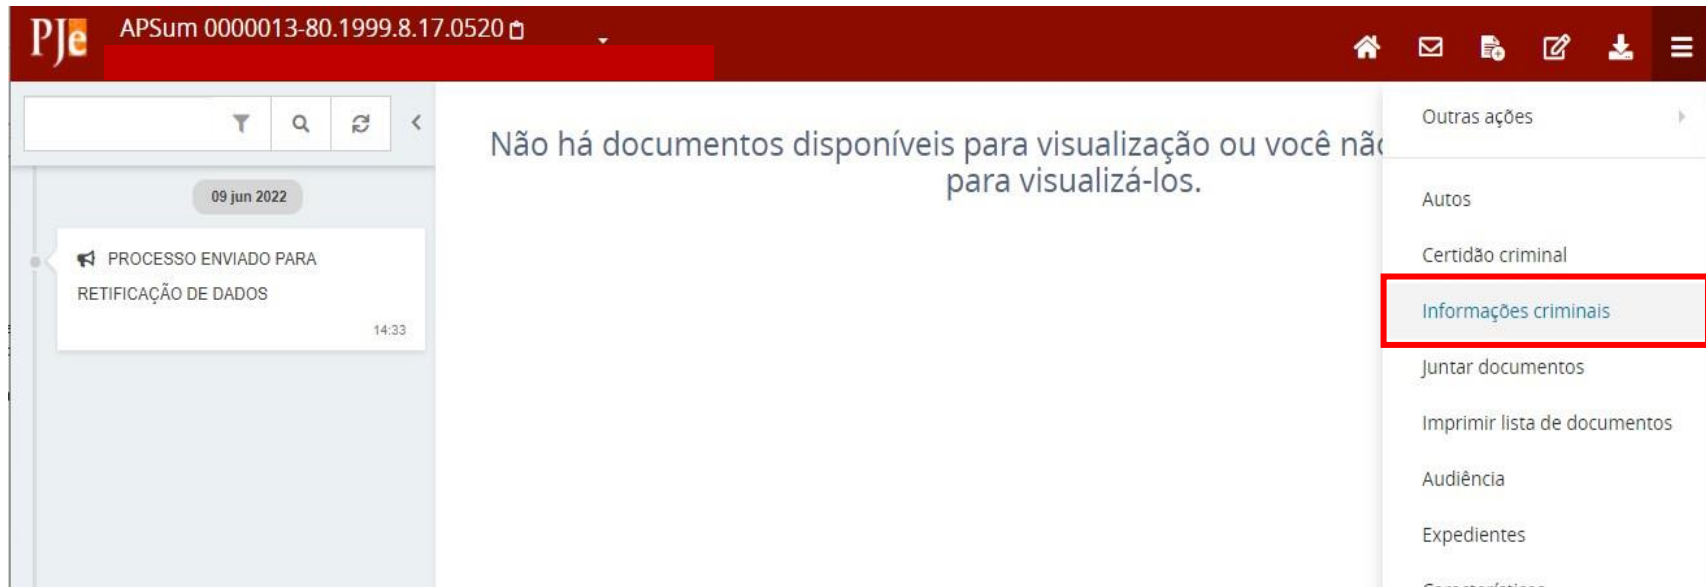 PJe
APSum 0000013-80.1999.8.17.0520
09 jun 2022
PROCESSO ENVIADO PARA
RETIFICAÇÃO DE DADOS
14:33
Não há documentos disponíveis para visualização ou você
para visualizá-los.
Outras ações
Autos
Certidão criminal
Informações criminais
Juntar documentos
Imprimir lista de documentos
Audiência
Expedientes